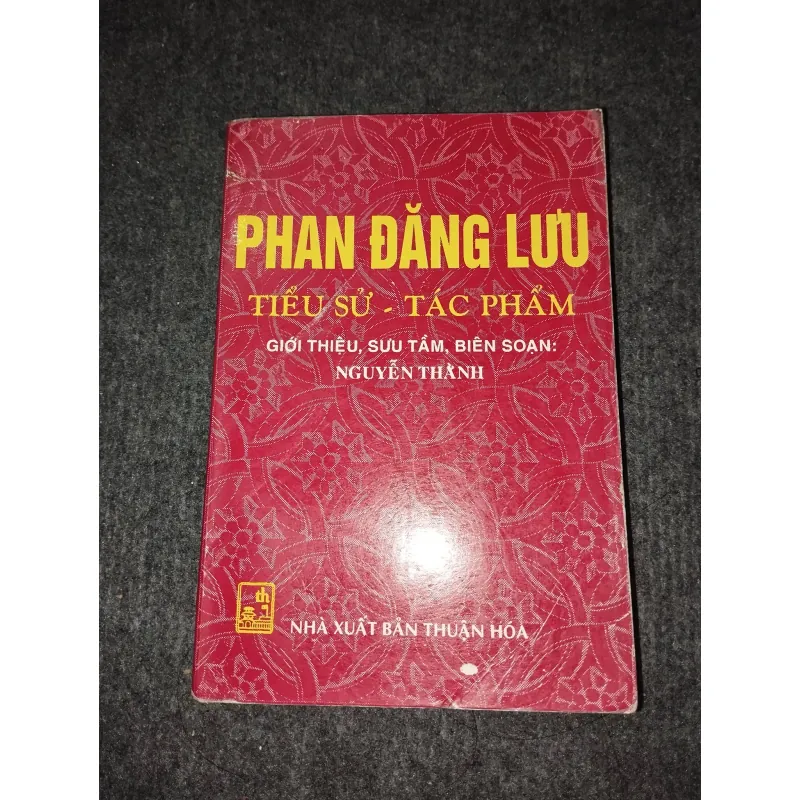 PHAN ĐĂNG LƯU
TIỂU SỬ - TÁC PHẨM
GIỚI THIỆU, SƯU TẦM, BIÊN SOẠN:
NGUYỄN THÀNH
NHÀ XUẤT BẢN THUẬN HÓA